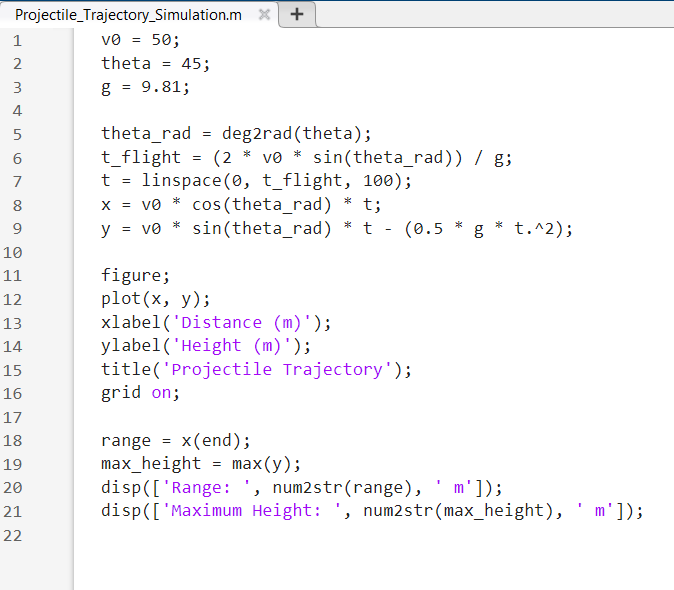 Projectile_Trajectory_Simulation.m
1 v0 = 50;
2 theta = 45;
3 g = 9.81;
4
5 theta_rad = deg2rad(theta);
6 t_flight = (2 * v0 * sin(theta_rad)) / g;
7 t = linspace(0, t_flight, 100);
8 x = v0 * cos(theta_rad) * t;
9 y = v0 * sin(theta_rad) * t - (0.5 * g * t.^2);
10
11 figure;
12 plot(x, y);
13 xlabel('Distance (m)');
14 ylabel('Height (m)');
15 title('Projectile Trajectory');
16 grid on;
17
18 range = x(end);
19 max_height = max(y);
20 disp(['Range: ', num2str(range), ' m']);
21 disp(['Maximum Height: ', num2str(max_height), ' m']);
22